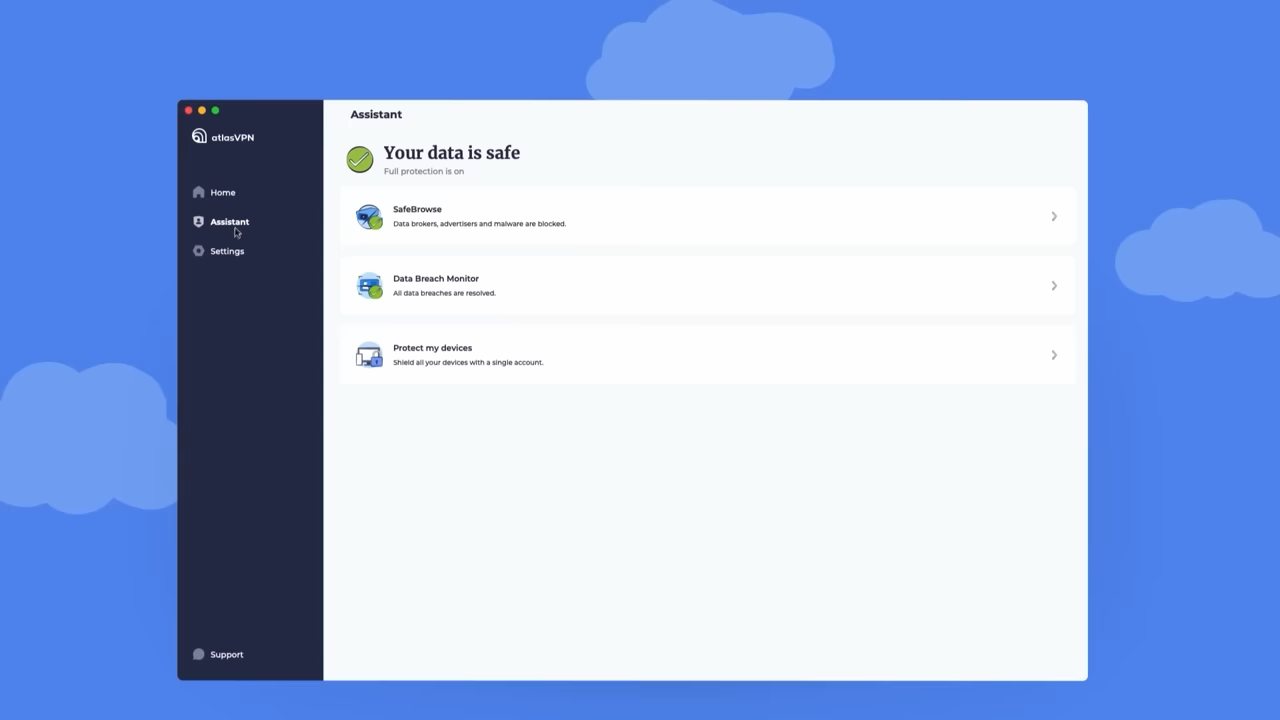 atlasVPN
Home
Assistant
Settings
Support
Assistant
Your data is safe
Full protection is on
SafeBrowse
Data brokers, advertisers and malware are blocked.
Data Breach Monitor
All data breaches are resolved.
Protect my devices
Shield all your devices with a single account.